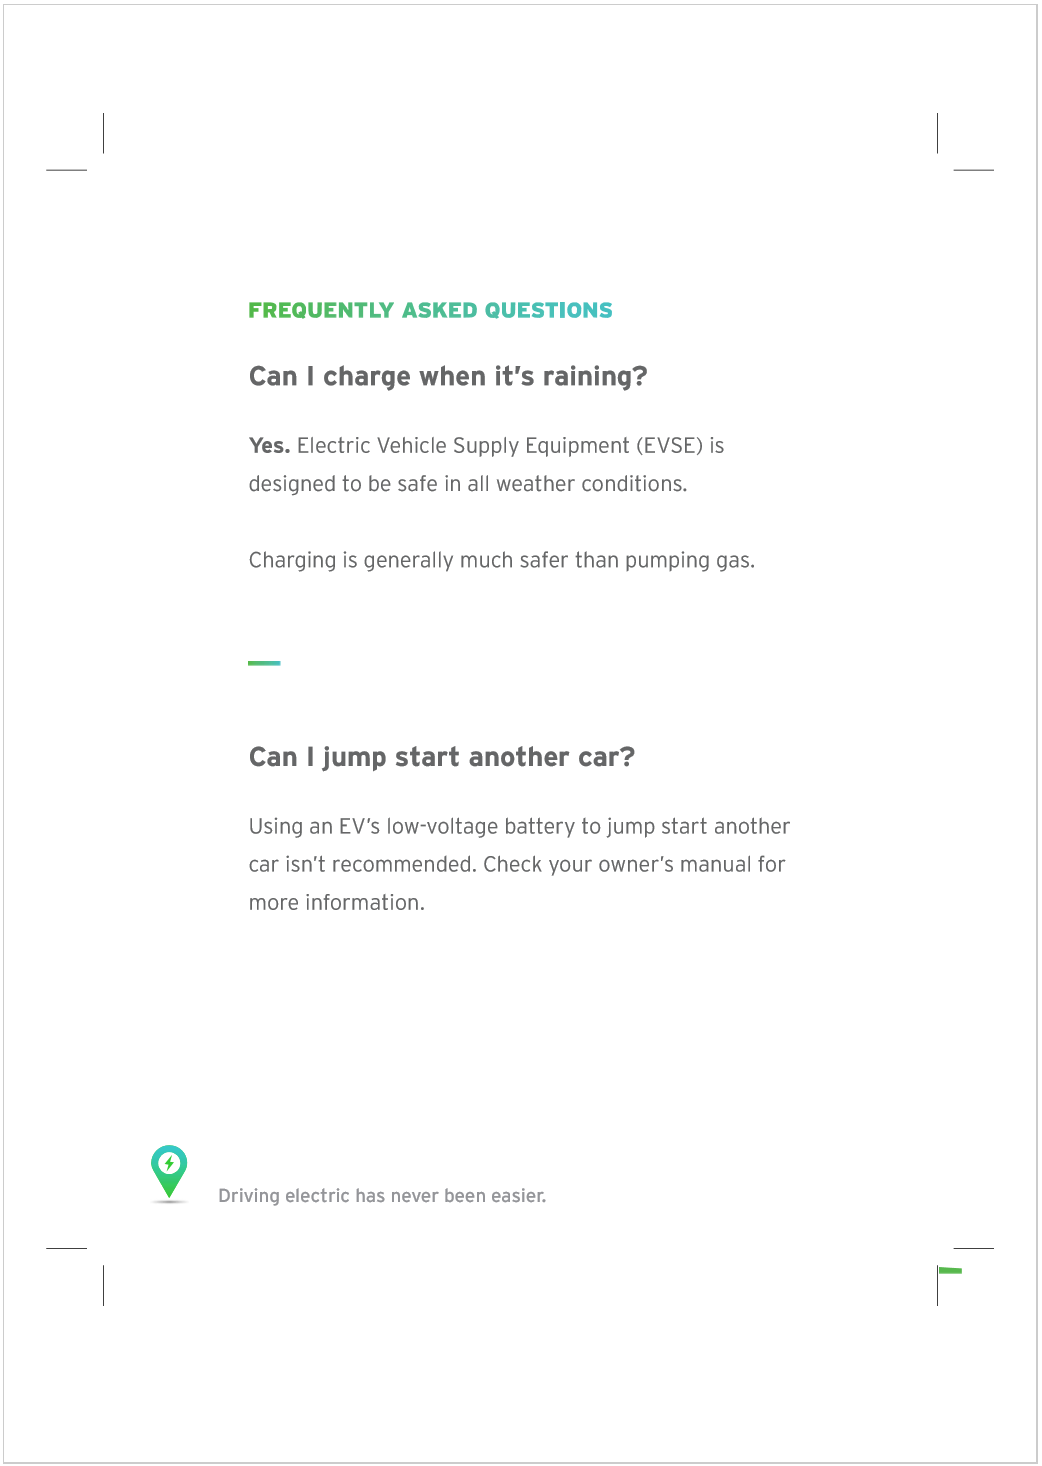 FREQUENTLY ASKED QUESTIONS
Can I charge when it’s raining?
Yes. Electric Vehicle Supply Equipment (EVSE) is
designed to be safe in all weather conditions.
Charging is generally much safer than pumping gas.
Can I jump start another car?
Using an EV’s low-voltage battery to jump start another
car isn’t recommended. Check your owner’s manual for
more information.
Driving electric has never been easier.